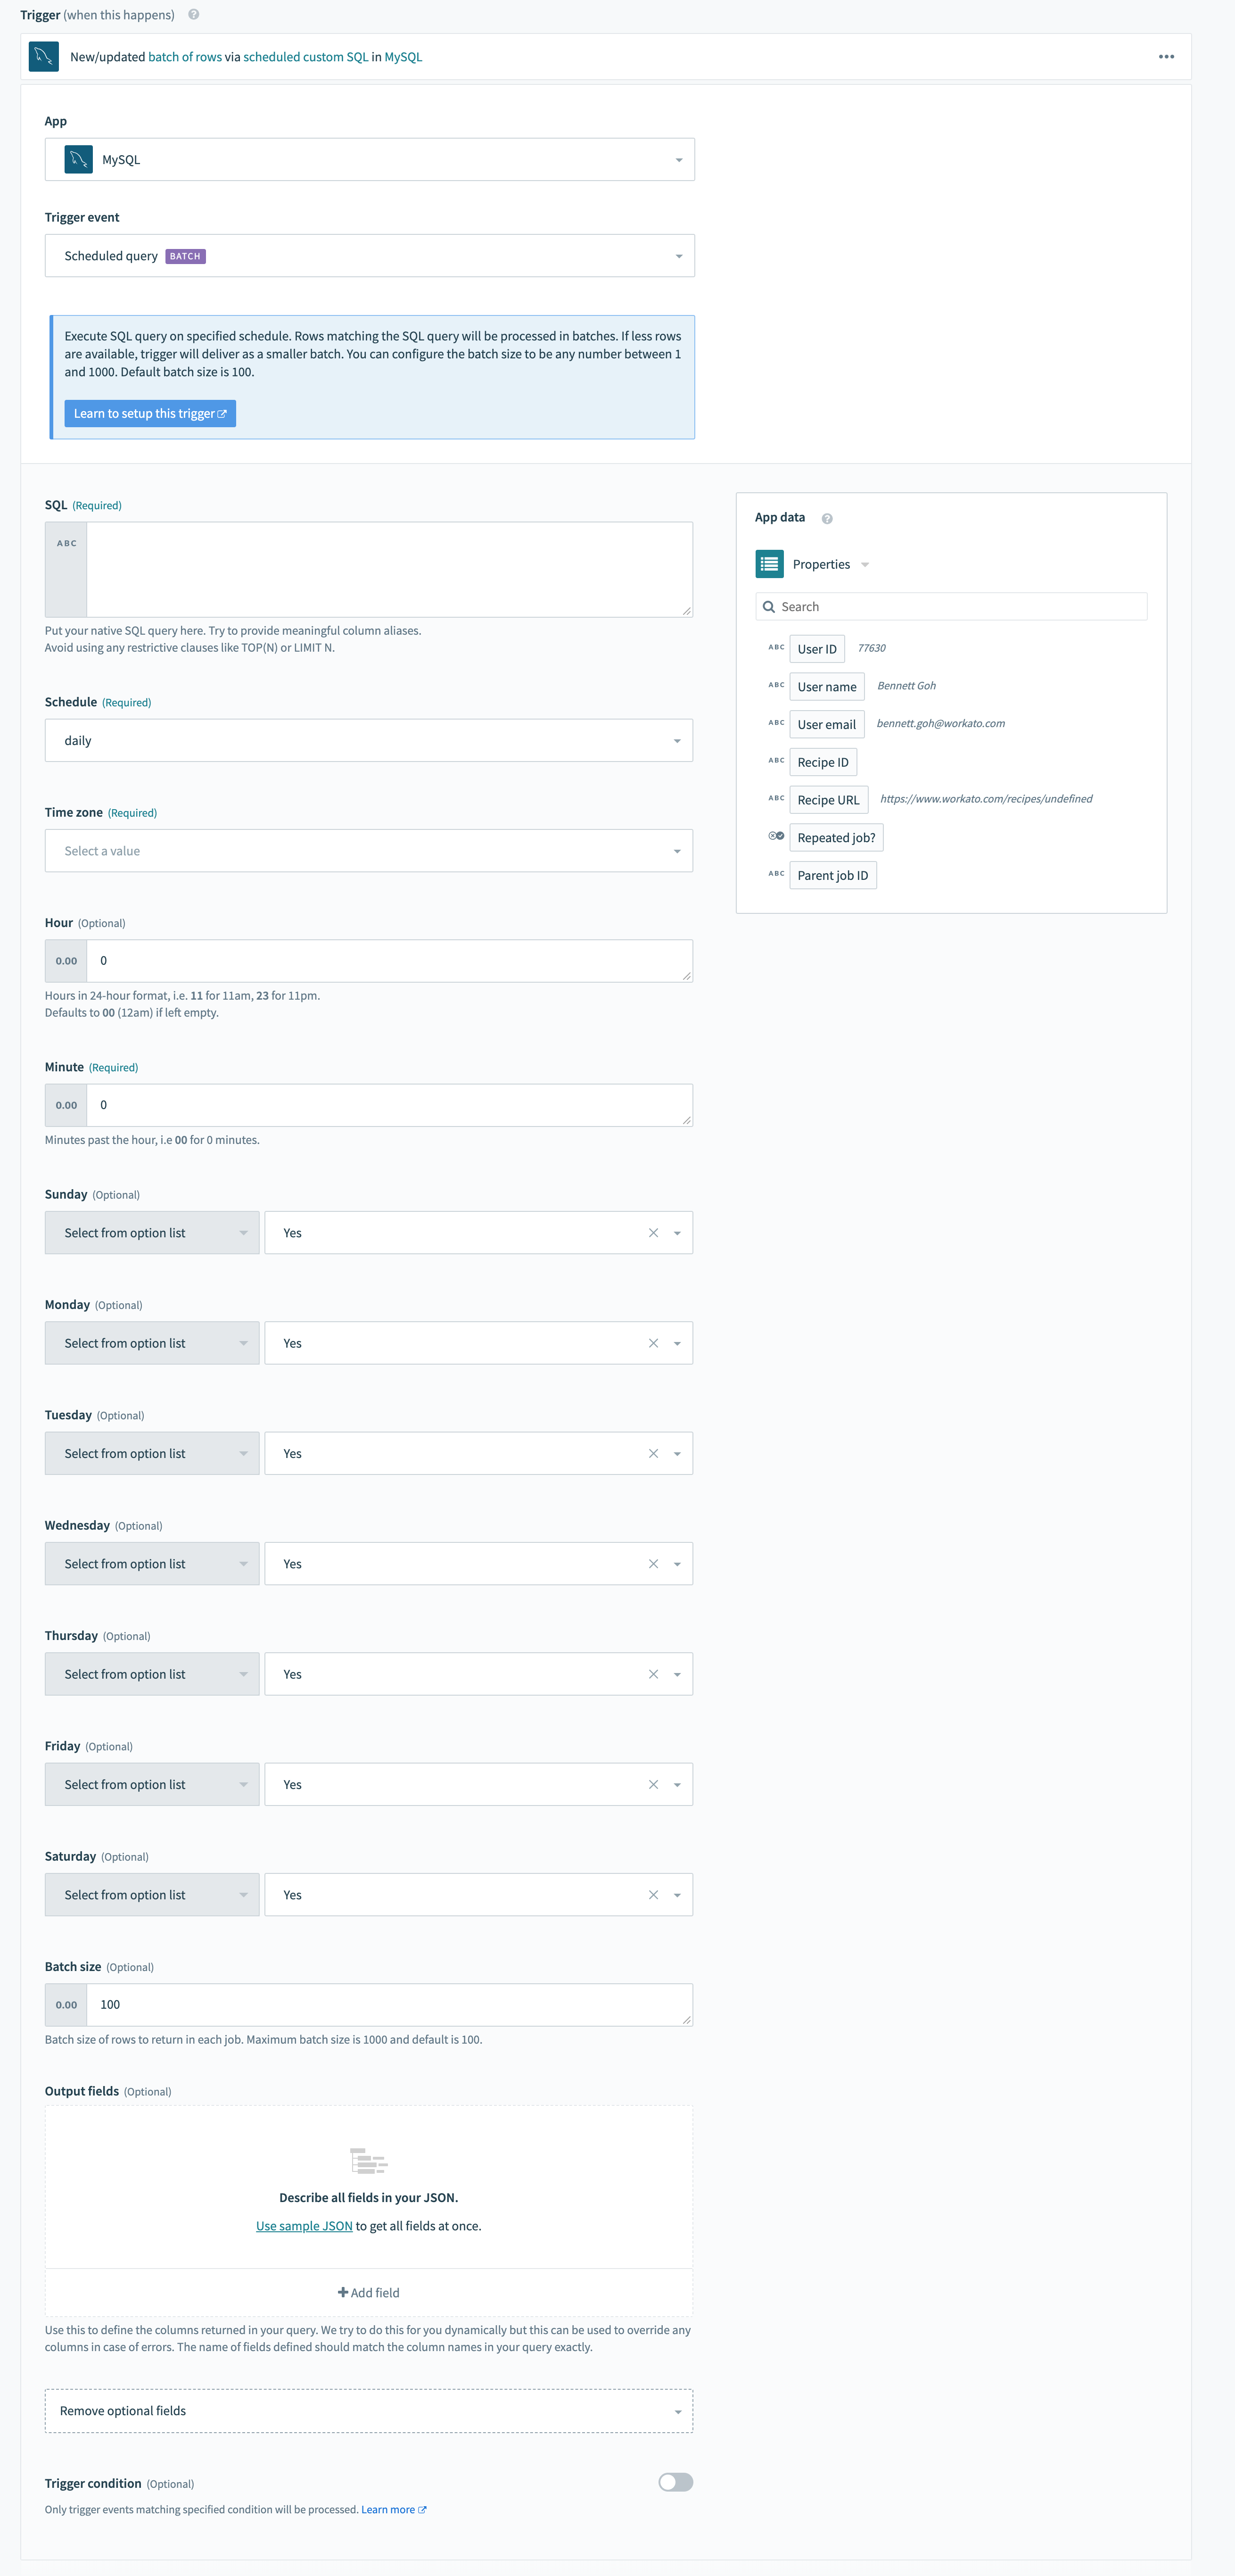 Trigger (when this happens) ?
New/updated batch of rows via scheduled custom SQL in MySQL
App
MySQL
Trigger event
Scheduled query BATCH
Execute SQL query on specified schedule. Rows matching the SQL query will be processed in batches. If less rows
are available, trigger will deliver as a smaller batch. You can configure the batch size to be any number between 1
and 1000. Default batch size is 100.
Learn to setup this trigger
SQL (Required)
ABC
Put your native SQL query here. Try to provide meaningful column aliases.
Avoid using any restrictive clauses like TOP(N) or LIMIT N.
Schedule (Required)
daily
Time zone (Required)
Select a value
Hour (Optional)
0.00 0
Hours in 24-hour format, i.e. 11 for 11am, 23 for 11pm.
Defaults to 00 (12am) if left empty.
Minute (Required)
0.00 0
Minutes past the hour, i.e 00 for 0 minutes.
Sunday (Optional)
Select from option list Yes
Monday (Optional)
Select from option list Yes
Tuesday (Optional)
Select from option list Yes
Wednesday (Optional)
Select from option list Yes
Thursday (Optional)
Select from option list Yes
Friday (Optional)
Select from option list Yes
Saturday (Optional)
Select from option list Yes
Batch size (Optional)
0.00 100
Batch size of rows to return in each job. Maximum batch size is 1000 and default is 100.
Output fields (Optional)
Describe all fields in your JSON.
Use sample JSON to get all fields at once.
Add field
Use this to define the columns returned in your query. We try to do this for you dynamically but this can be used to override any
columns in case of errors. The name of fields defined should match the column names in your query exactly.
Remove optional fields
Trigger condition (Optional)
Only trigger events matching specified condition will be processed. Learn more
App data ?
Properties
Search
ABC User ID 77630
ABC User name Bennett Goh
ABC User email bennett.goh@workato.com
ABC Recipe ID
ABC Recipe URL https://www.workato.com/recipes/undefined
Repeated job?
ABC Parent job ID